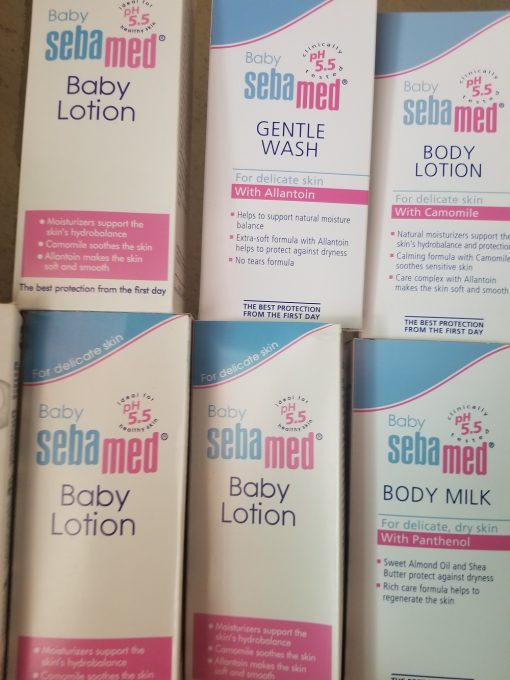 Baby
ideal for
pH
5.5
healthy skin
sebamed®
Baby
Lotion
Moisturizers support the
skin's hydrobalance
Camomile soothes the skin
Allantoin makes the skin
soft and smooth
The best protection from the first day
Baby
clinically
pH
5.5
tested
sebamed®
GENTLE
WASH
For delicate skin
With Allantoin
Helps to support natural moisture
balance
Extra-soft formula with Allantoin
helps to protect against dryness
No tears formula
THE BEST PROTECTION
FROM THE FIRST DAY
Baby
clinically
pH
5.5
tested
sebamed®
BODY
LOTION
For delicate skin
With Camomile
Natural moisturizers support the
skin's hydrobalance and protection
Calming formula with Camomile
soothes sensitive skin
Care complex with Allantoin
makes the skin soft and smooth
THE BEST PROTECTION
FROM THE FIRST DAY
For delicate skin
Baby
ideal for
pH
5.5
healthy skin
sebamed®
Baby
Lotion
Moisturizers support the
skin's hydrobalance
Camomile soothes the skin
For delicate skin
Baby
ideal for
pH
5.5
healthy skin
sebamed®
Baby
Lotion
Moisturizers support the
skin's hydrobalance
Camomile soothes the skin
Allantoin makes the skin
soft and smooth
Baby
clinically
pH
5.5
tested
sebamed®
BODY MILK
For delicate, dry skin
With Panthenol
Sweet Almond Oil and Shea
Butter protect against dryness
Rich care formula helps to
regenerate the skin
THE BEST PROTECTION